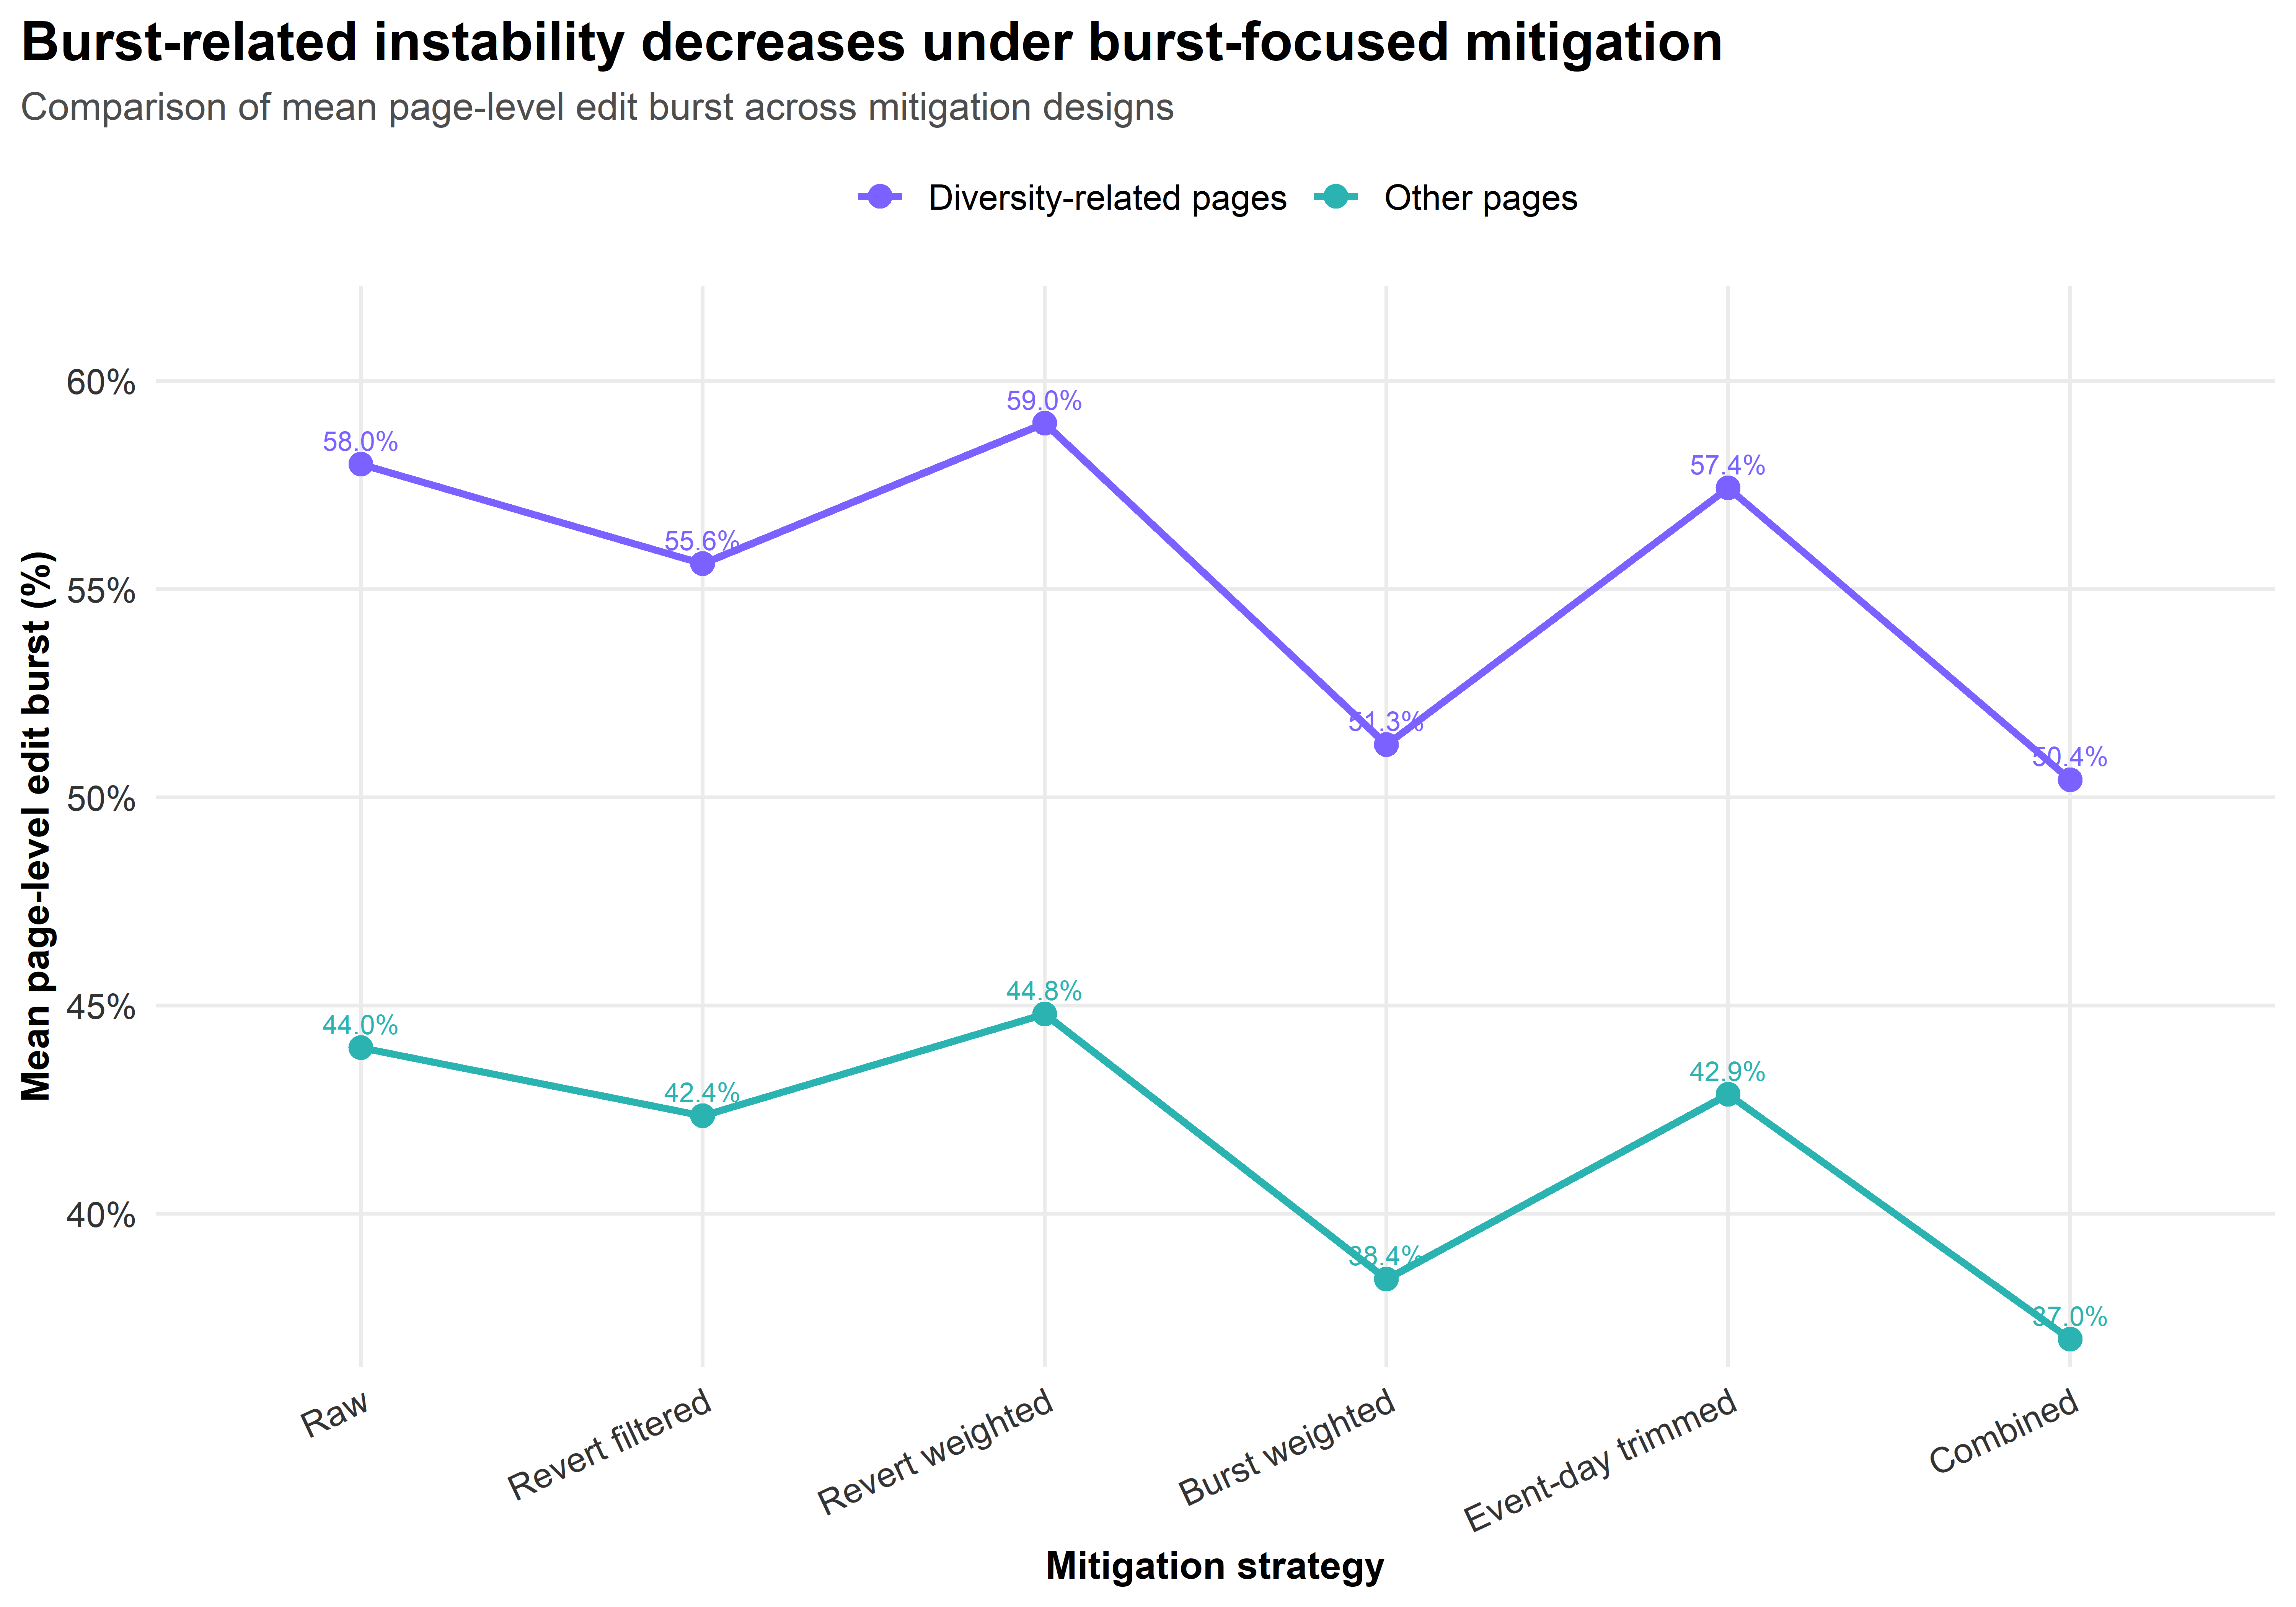 Burst-related instability decreases under burst-focused mitigation
Comparison of mean page-level edit burst across mitigation designs
Diversity-related pages
Other pages
Mean page-level edit burst (%)
60%
55%
50%
45%
40%
58.0%
55.6%
59.0%
51.3%
57.4%
50.4%
44.0%
42.4%
44.8%
38.4%
42.9%
37.0%
Raw
Revert filtered
Revert weighted
Burst weighted
Event-day trimmed
Combined
Mitigation strategy